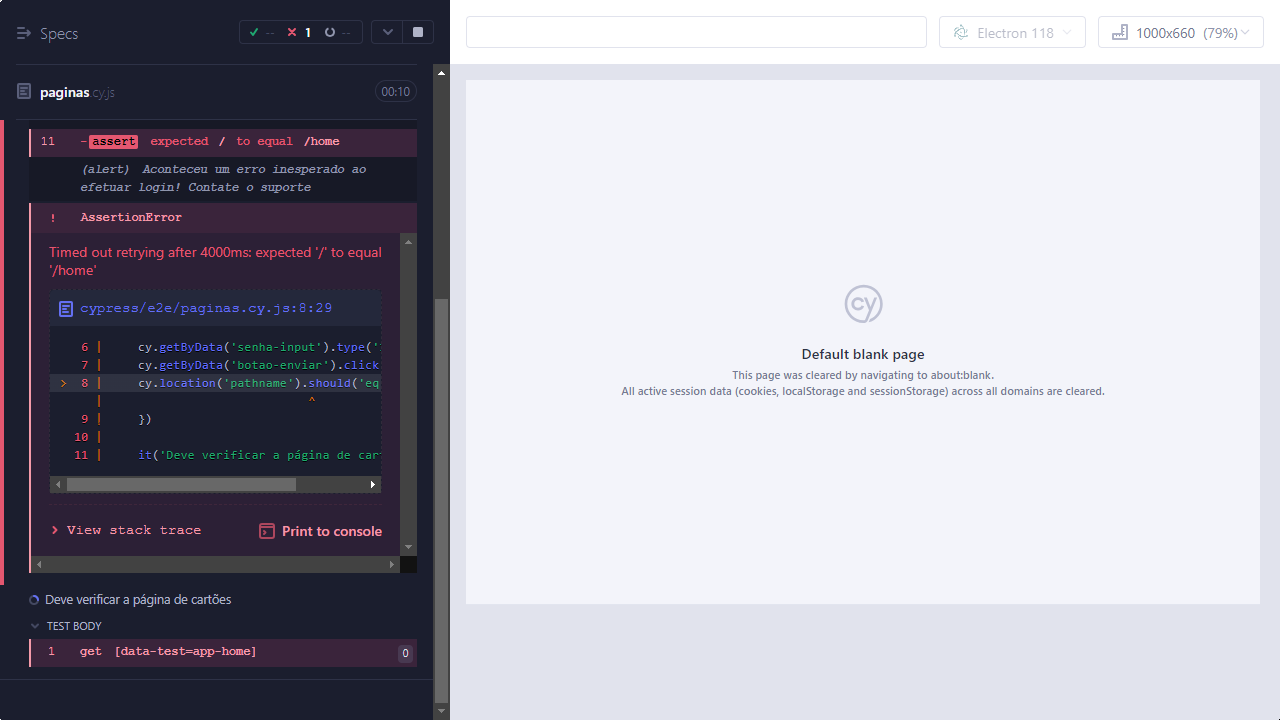 Specs
-- 1 --
Electron 118
1000x660 (79%)
paginas.cy.js
00:10
11 -assert expected / to equal /home
(alert) Aconteceu um erro inesperado ao
efetuar login! Contate o suporte
! AssertionError
Timed out retrying after 4000ms: expected '/' to equal
'/home'
cypress/e2e/paginas.cy.js:8:29
6 | cy.getByData('senha-input').type('
7 | cy.getByData('botao-enviar').click
> 8 | cy.location('pathname').should('eq
| ^
9 | })
10 |
11 | it('Deve verificar a página de car
> View stack trace
Print to console
Deve verificar a página de cartões
TEST BODY
1 get [data-test=app-home] 0
cy
Default blank page
This page was cleared by navigating to about:blank.
All active session data (cookies, localStorage and sessionStorage) across all domains are cleared.